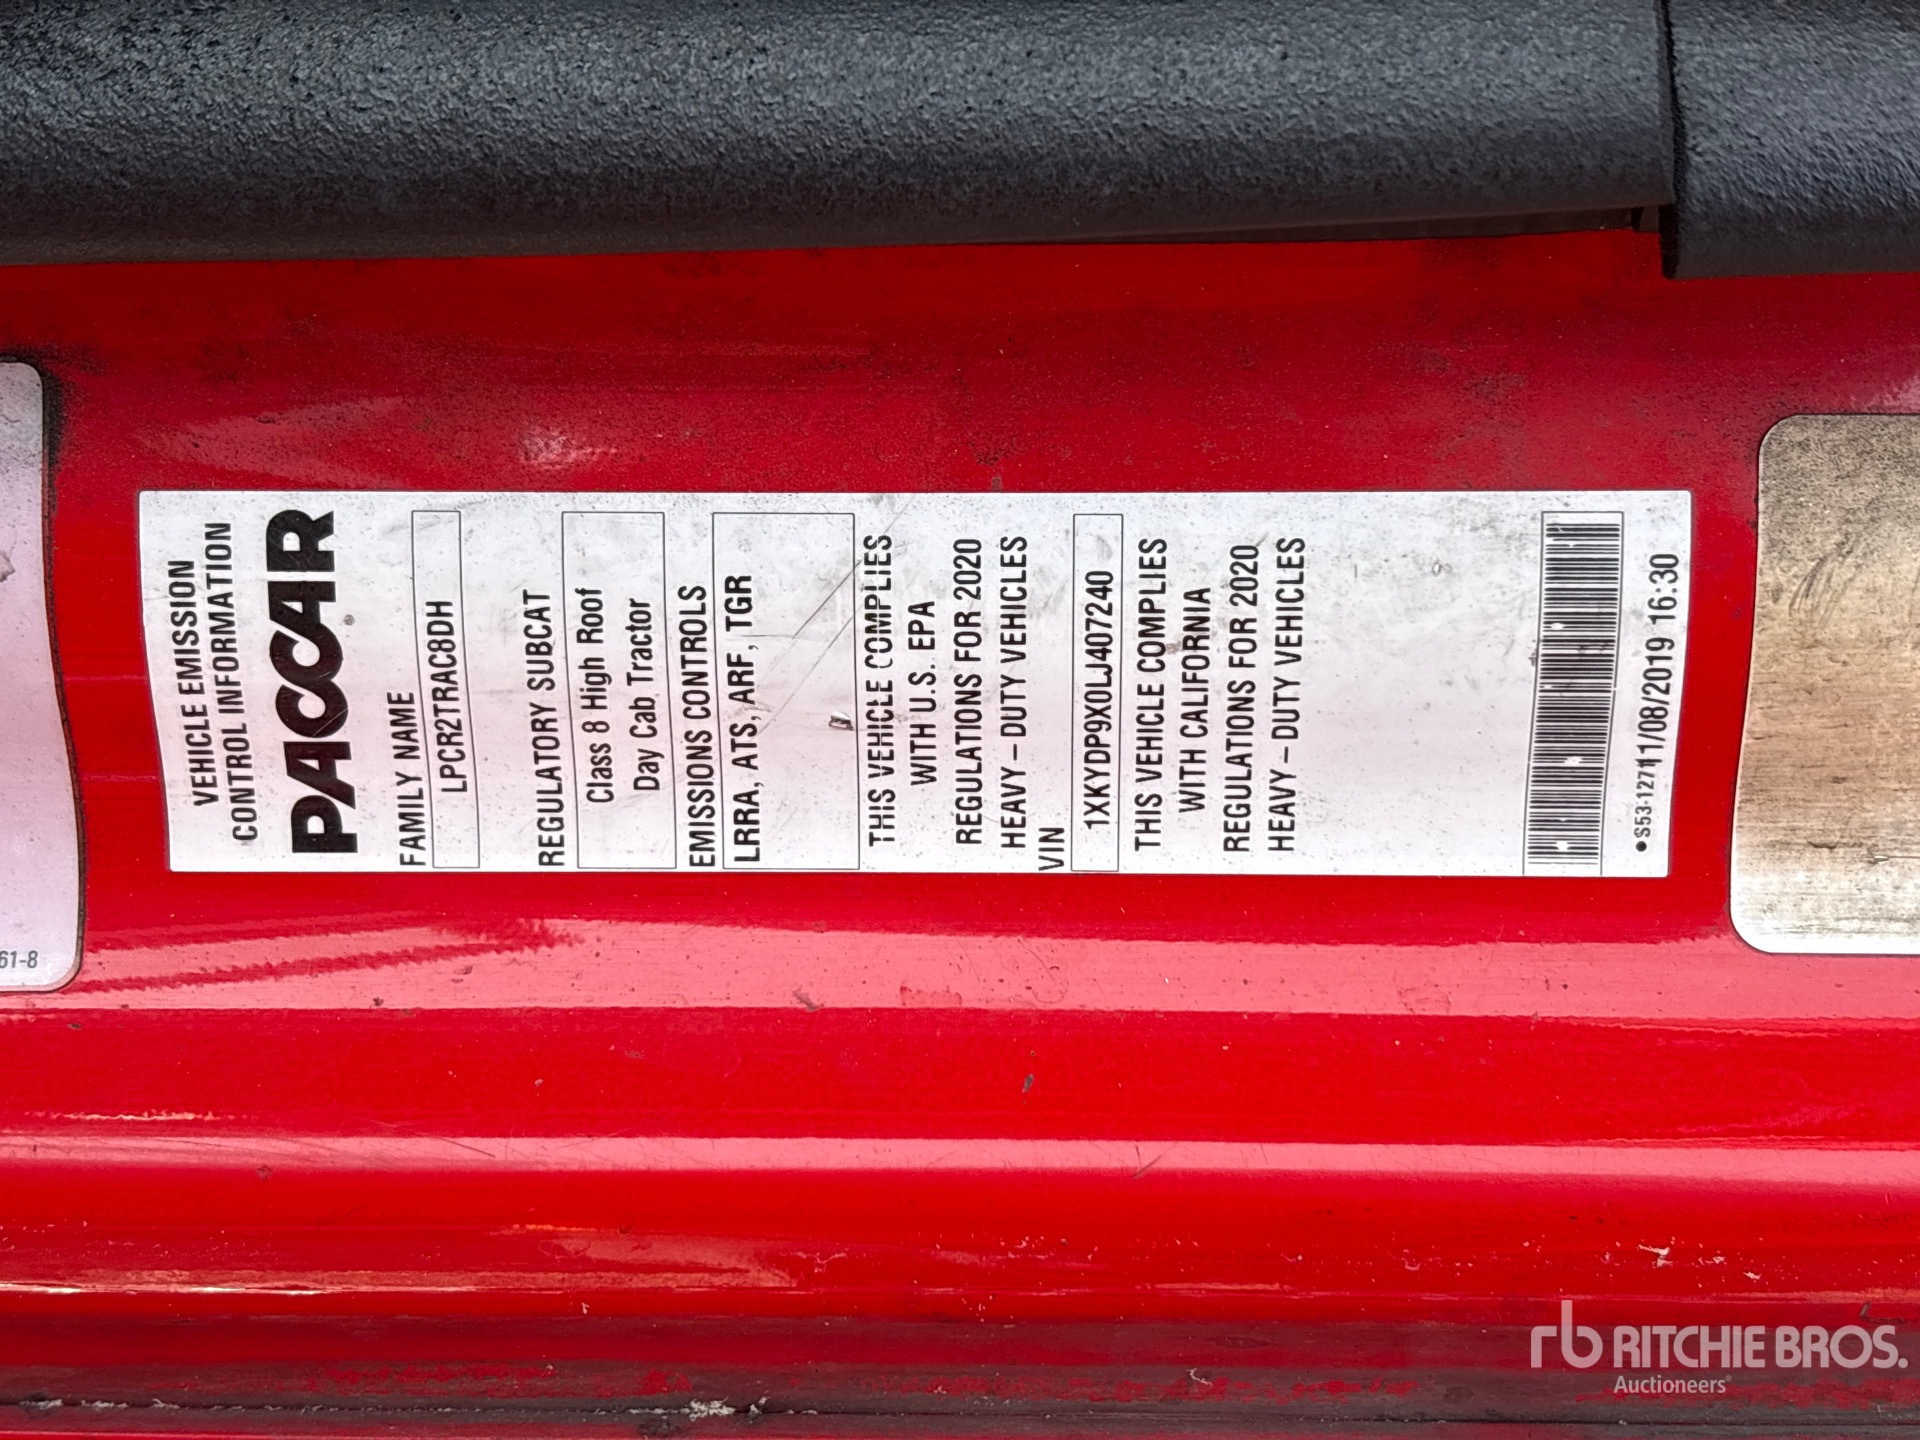 VEHICLE EMISSION
CONTROL INFORMATION
PACCAR
FAMILY NAME
LPCR2TRAC8DH
REGULATORY SUBCAT
Class 8 High Roof
Day Cab Tractor
EMISSIONS CONTROLS
LRRA, ATS, ARF, TGR
THIS VEHICLE COMPLIES
WITH U.S. EPA
REGULATIONS FOR 2020
HEAVY – DUTY VEHICLES
VIN
1XKYDP9X0LJ407240
THIS VEHICLE COMPLIES
WITH CALIFORNIA
REGULATIONS FOR 2020
HEAVY – DUTY VEHICLES
•S53-1271 11/08/2019 16:30
61-8
rb RITCHIE BROS.
Auctioneers